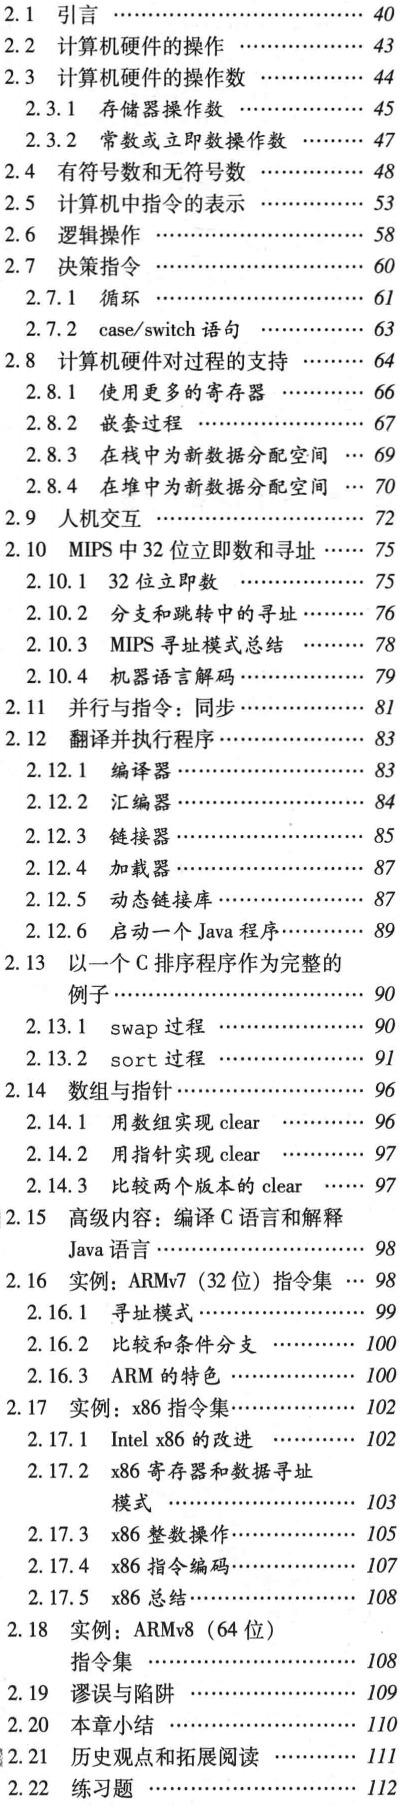 2.1 引言 ………………………… 40
2.2 计算机硬件的操作 …………… 43
2.3 计算机硬件的操作数 ………… 44
2.3.1 存储器操作数 …………… 45
2.3.2 常数或立即数操作数 ……… 47
2.4 有符号数和无符号数 ………… 48
2.5 计算机中指令的表示 ………… 53
2.6 逻辑操作 …………………… 58
2.7 决策指令 …………………… 60
2.7.1 循环 …………………… 61
2.7.2 case/switch 语句 ………… 63
2.8 计算机硬件对过程的支持 ……… 64
2.8.1 使用更多的寄存器 ………… 66
2.8.2 嵌套过程 ………………… 67
2.8.3 在栈中为新数据分配空间 … 69
2.8.4 在堆中为新数据分配空间 … 70
2.9 人机交互 …………………… 72
2.10 MIPS 中 32 位立即数和寻址 …… 75
2.10.1 32 位立即数 …………… 75
2.10.2 分支和跳转中的寻址 …… 76
2.10.3 MIPS 寻址模式总结 ……… 78
2.10.4 机器语言解码 ………… 79
2.11 并行与指令：同步 …………… 81
2.12 翻译并执行程序 …………… 83
2.12.1 编译器 ………………… 83
2.12.2 汇编器 ………………… 84
2.12.3 链接器 ………………… 85
2.12.4 加载器 ………………… 87
2.12.5 动态链接库 …………… 87
2.12.6 启动一个 Java 程序 ……… 89
2.13 以一个 C 排序程序作为完整的
例子 ………………………… 90
2.13.1 swap 过程 …………… 90
2.13.2 sort 过程 …………… 91
2.14 数组与指针 ………………… 96
2.14.1 用数组实现 clear ……… 96
2.14.2 用指针实现 clear ……… 97
2.14.3 比较两个版本的 clear …… 97
2.15 高级内容：编译 C 语言和解释
Java 语言 …………………… 98
2.16 实例：ARMv7（32 位）指令集 … 98
2.16.1 寻址模式 ……………… 99
2.16.2 比较和条件分支 ………… 100
2.16.3 ARM 的特色 …………… 100
2.17 实例：x86 指令集 …………… 102
2.17.1 Intel x86 的改进 ………… 102
2.17.2 x86 寄存器和数据寻址
模式 ………………… 103
2.17.3 x86 整数操作 ………… 105
2.17.4 x86 指令编码 ………… 107
2.17.5 x86 总结 ……………… 108
2.18 实例：ARMv8（64 位）
指令集 ……………………… 108
2.19 谬误与陷阱 ………………… 109
2.20 本章小结 ………………… 110
2.21 历史观点和拓展阅读 ……… 111
2.22 练习题 …………………… 112